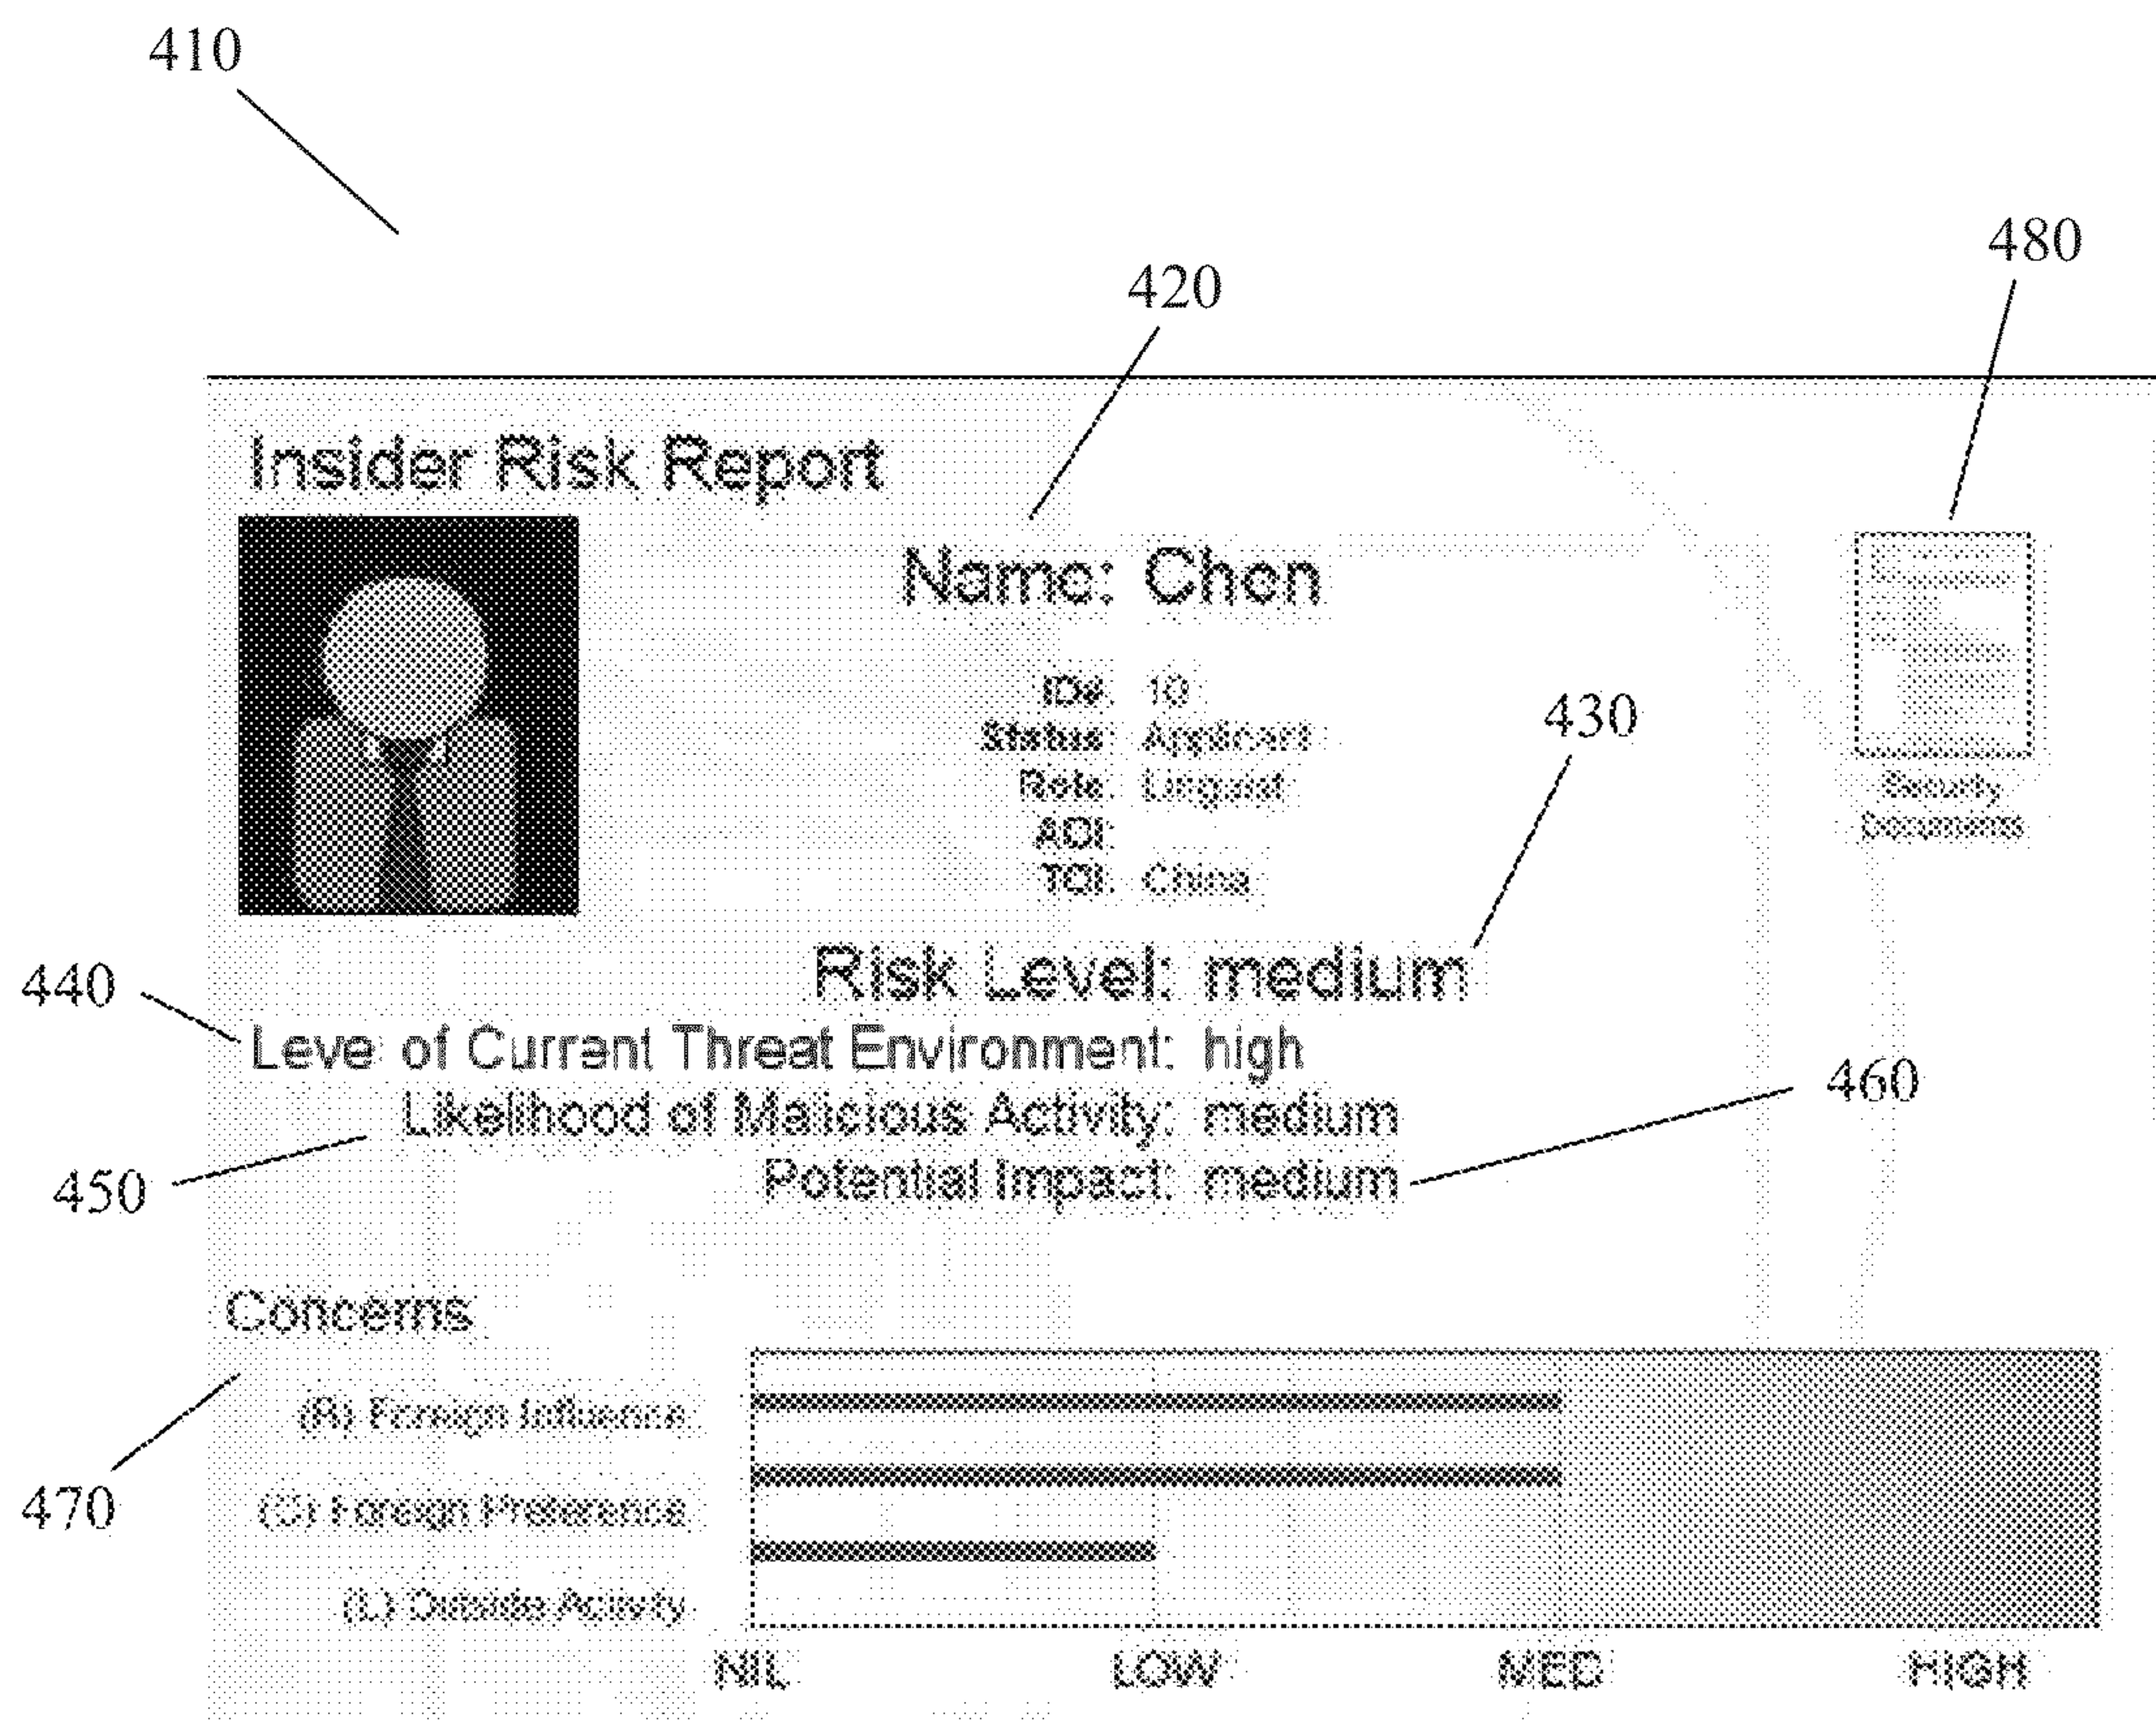 410
480
420
Insider Risk Report
Name: Chen
ID#: 10
430
Status: Applicant
Role: Linguist
Security
Documents
AOI:
TOI: China
Risk Level: medium
440
Level of Current Threat Environment: high
460
Likelihood of Malicious Activity: medium
450
Potential Impact: medium
Concerns
(B) Foreign Influence
470
(C) Foreign Preference
(L) Outside Activity
NIL LOW MED HIGH